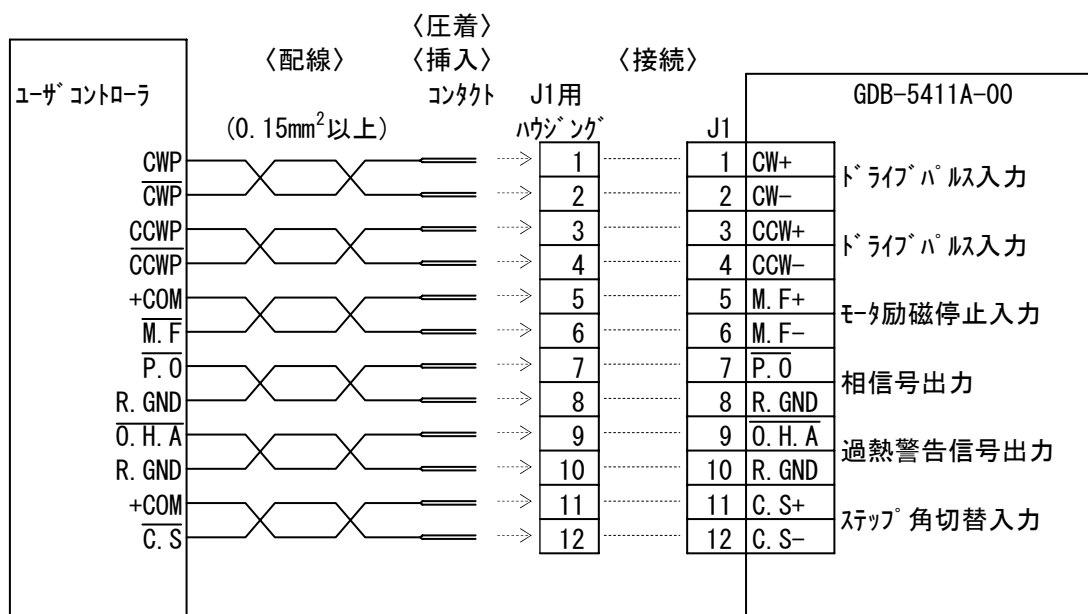 〈圧着〉
〈配線〉 〈挿入〉 〈接続〉
ﾕｰｻﾞｺﾝﾄﾛｰﾗ ｺﾝﾀｸﾄ J1用 GDB-5411A-00
(0.15mm²以上) ﾊｳｼﾞﾝｸﾞ J1
CWP 1 1 CW+
C̅W̅P̅ 2 2 CW−
ﾄﾞﾗｲﾌﾞﾊﾟﾙｽ入力
CCWP 3 3 CCW+
C̅C̅W̅P̅ 4 4 CCW−
ﾄﾞﾗｲﾌﾞﾊﾟﾙｽ入力
+COM 5 5 M.F+
M̅.̅F̅ 6 6 M.F−
ﾓｰﾀ励磁停止入力
P̅.̅O̅ 7 7 P̅.̅O̅
R.GND 8 8 R.GND
相信号出力
O̅.̅H̅.̅A̅ 9 9 O̅.̅H̅.̅A̅
R.GND 10 10 R.GND
過熱警告信号出力
+COM 11 11 C.S+
C̅.̅S̅ 12 12 C.S−
ｽﾃｯﾌﾟ角切替入力